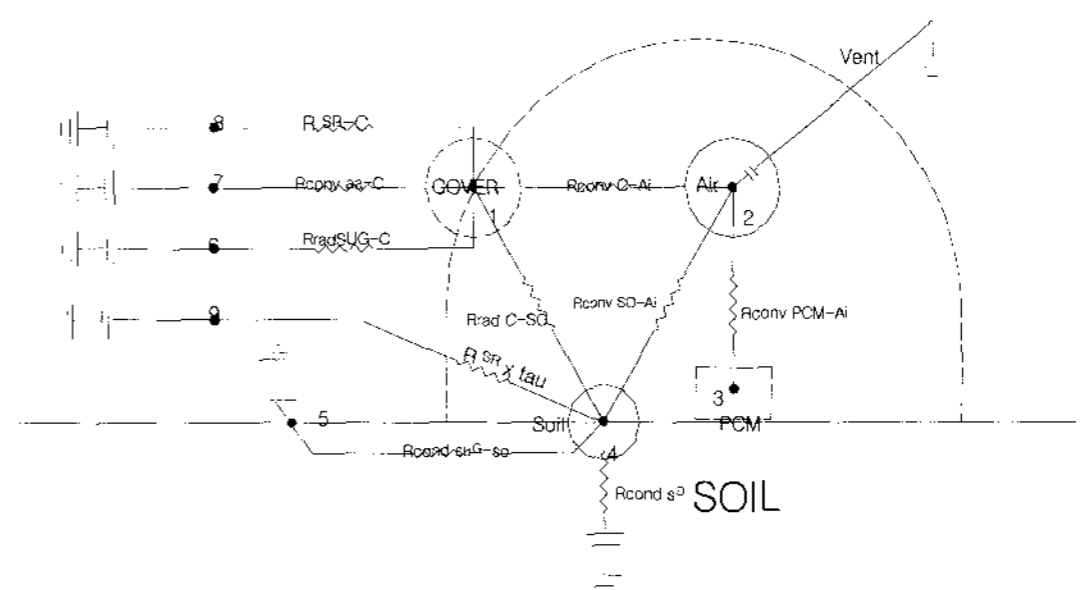 Vent
8
R SR-C
7
Rconv aa-C
COVER
Rconv C-Ai
Air
1
2
6
RradSUG-C
9
Rrad C-SO
Rconv SO-Ai
Rconv PCM-Ai
R SR x tau
3
5
Soil
PCM
Rcond suG-so
4
Rcond so
SOIL